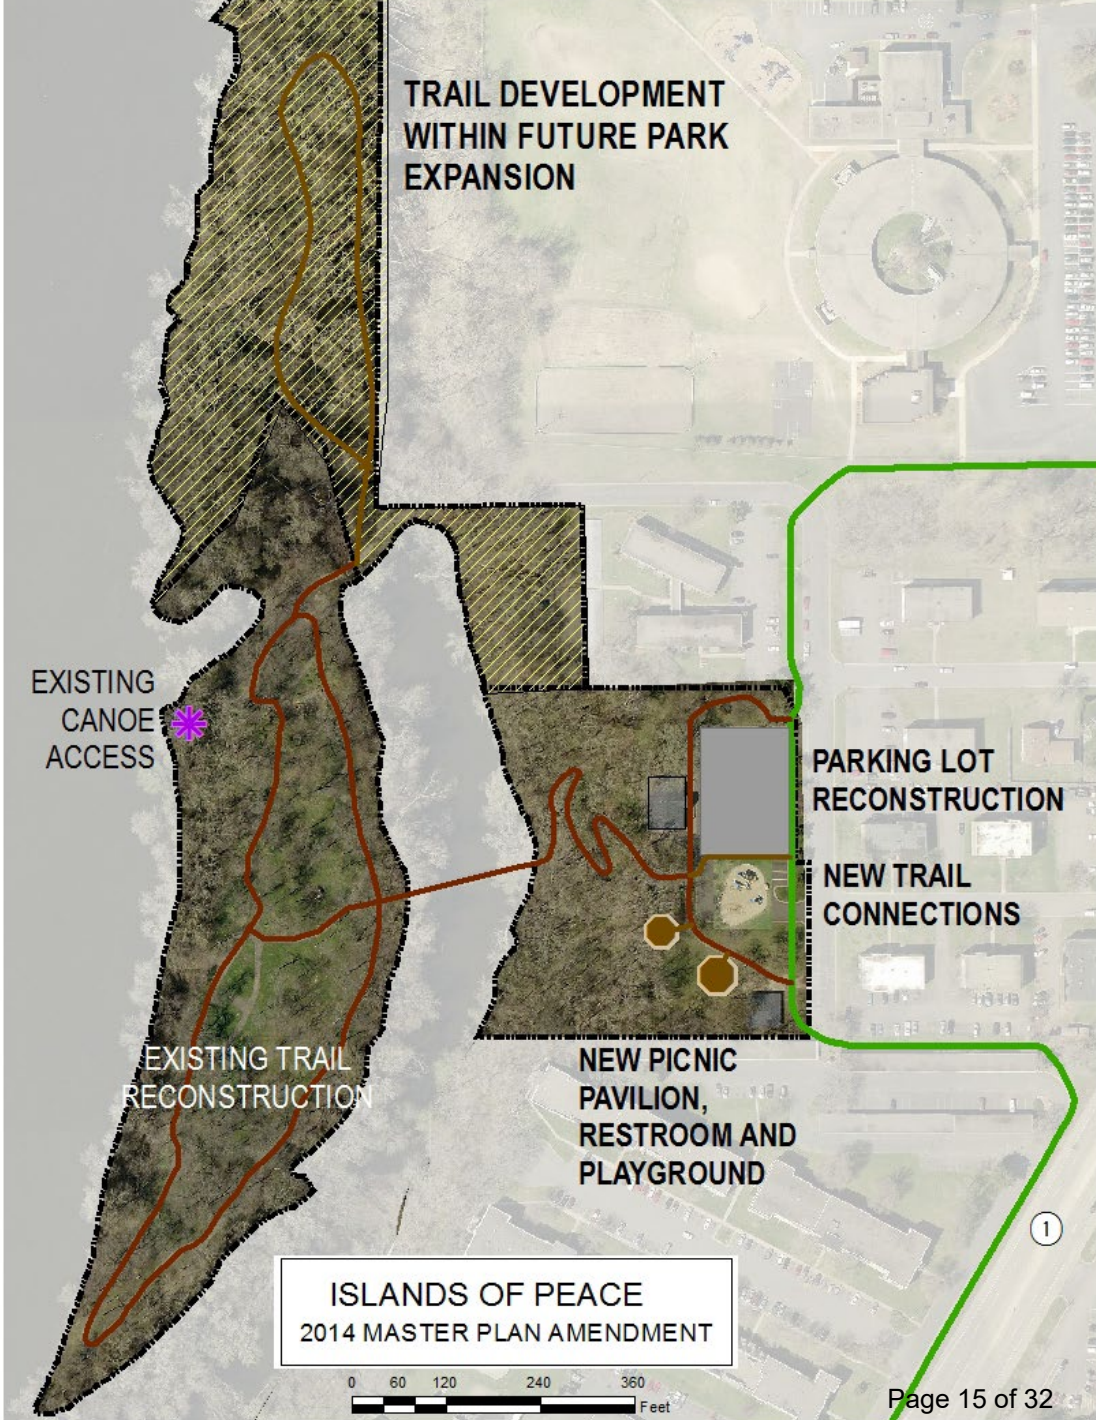 TRAIL DEVELOPMENT
WITHIN FUTURE PARK
EXPANSION
EXISTING
CANOE
ACCESS
PARKING LOT
RECONSTRUCTION
NEW TRAIL
CONNECTIONS
EXISTING TRAIL
RECONSTRUCTION
NEW PICNIC
PAVILION,
RESTROOM AND
PLAYGROUND
1
ISLANDS OF PEACE
2014 MASTER PLAN AMENDMENT
0 60 120 240 360
Feet
Page 15 of 32